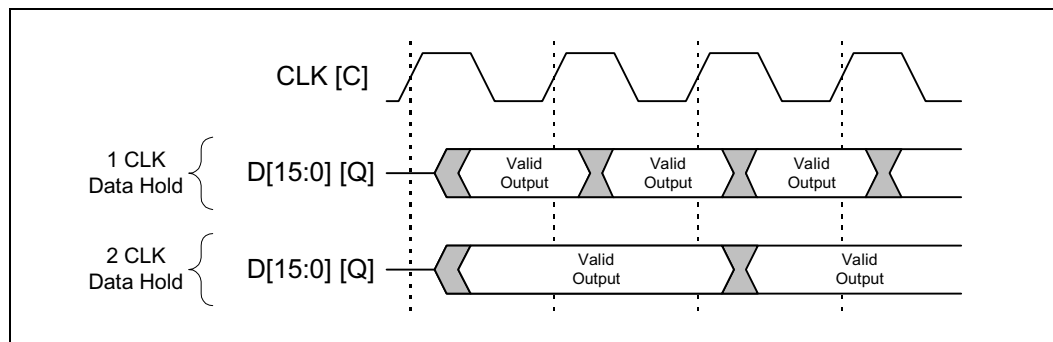 CLK [C]
1 CLK
Data Hold
D[15:0] [Q]
Valid
Output
Valid
Output
Valid
Output
2 CLK
Data Hold
D[15:0] [Q]
Valid
Output
Valid
Output